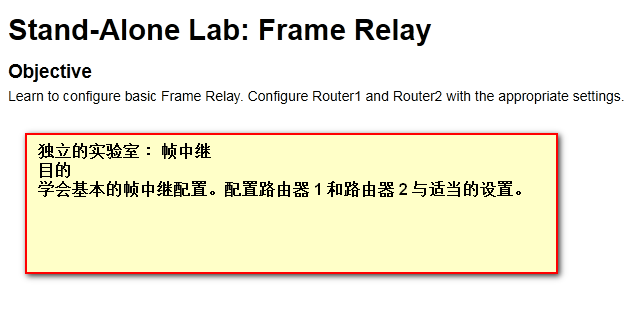 Stand-Alone Lab: Frame Relay
Objective
Learn to configure basic Frame Relay. Configure Router1 and Router2 with the appropriate settings.
独立的实验室： 帧中继
目的
学会基本的帧中继配置。配置路由器 1 和路由器 2 与适当的设置。